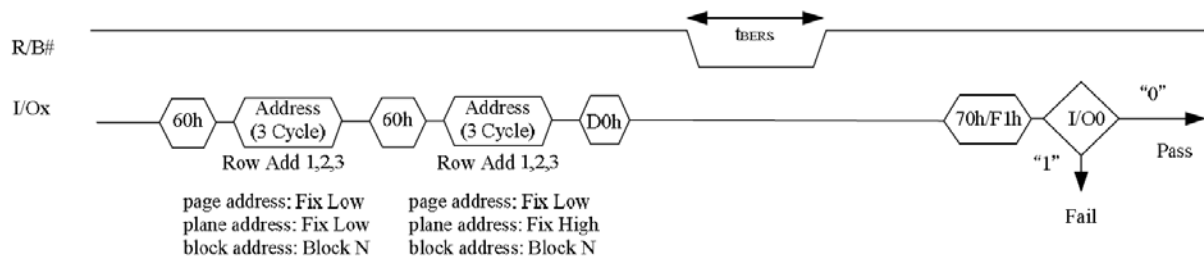 tBERS
R/B#
I/Ox
60h
Address
(3 Cycle)
60h
Address
(3 Cycle)
D0h
70h/F1h
I/O0
“0”
“1”
Pass
Fail
Row Add 1,2,3
page address: Fix Low
plane address: Fix Low
block address: Block N
Row Add 1,2,3
page address: Fix Low
plane address: Fix High
block address: Block N